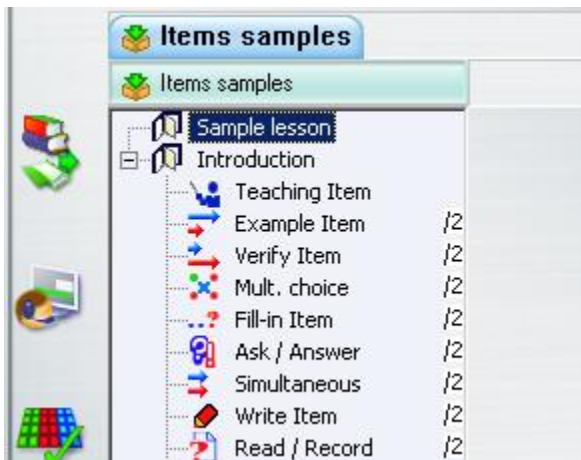 Items samples
Items samples
Sample lesson
Introduction
Teaching Item
Example Item /2
Verify Item /2
Mult. choice /2
Fill-in Item /2
Ask / Answer /2
Simultaneous /2
Write Item /2
Read / Record /2